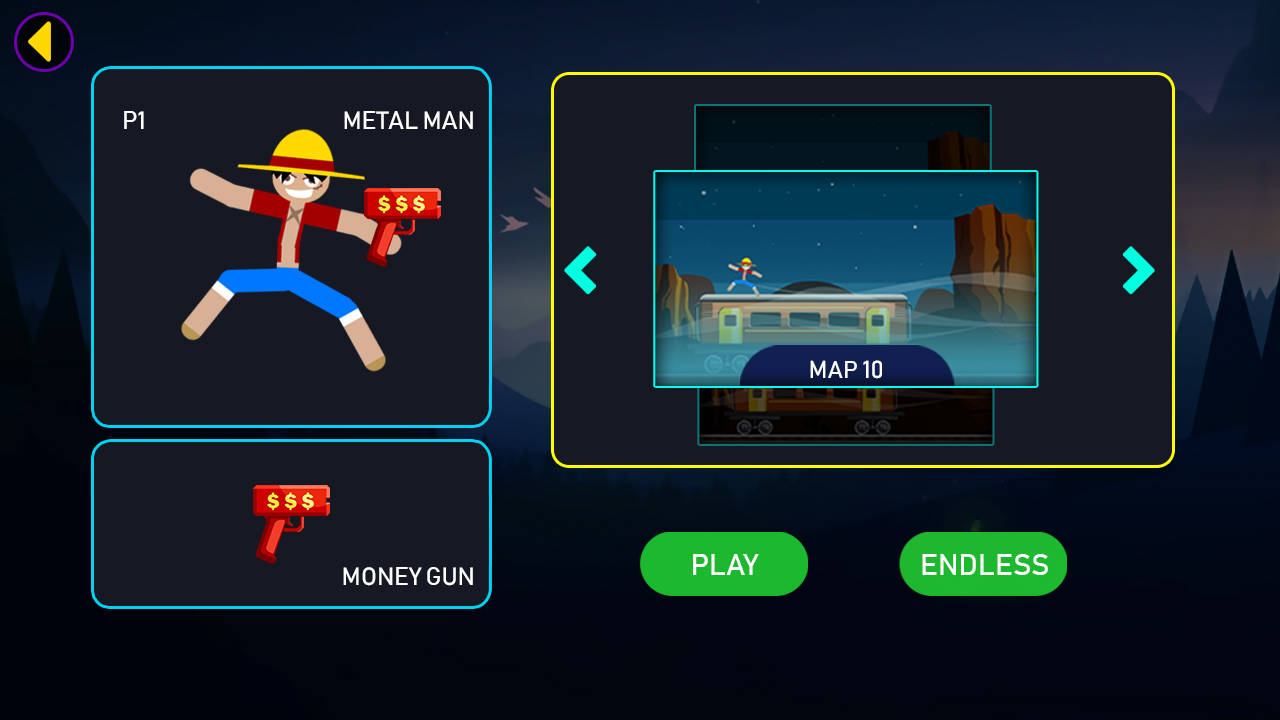 P1
METAL MAN
$$$
MAP 10
$$$
MONEY GUN
PLAY
ENDLESS